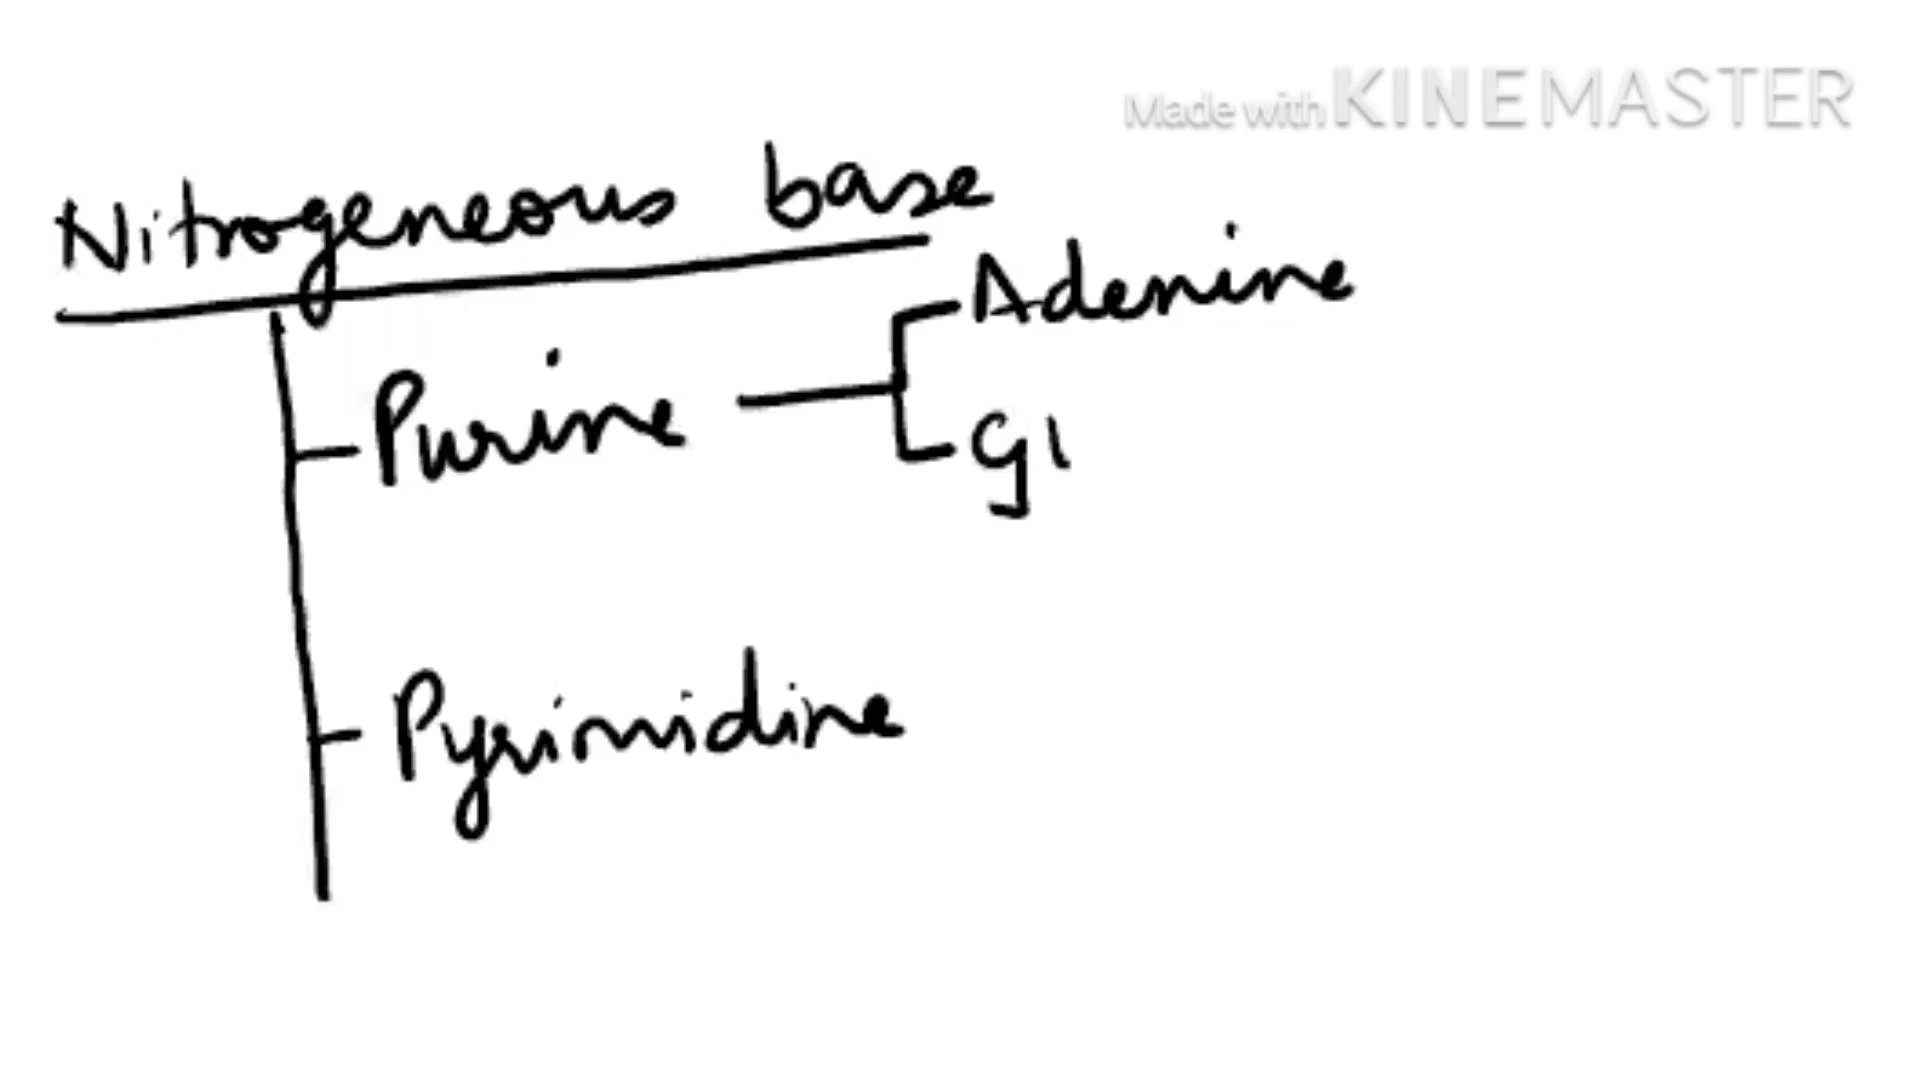 Made with KINEMASTER
Nitrogeneous base
Adenine
Purine
G
Pyrimidine